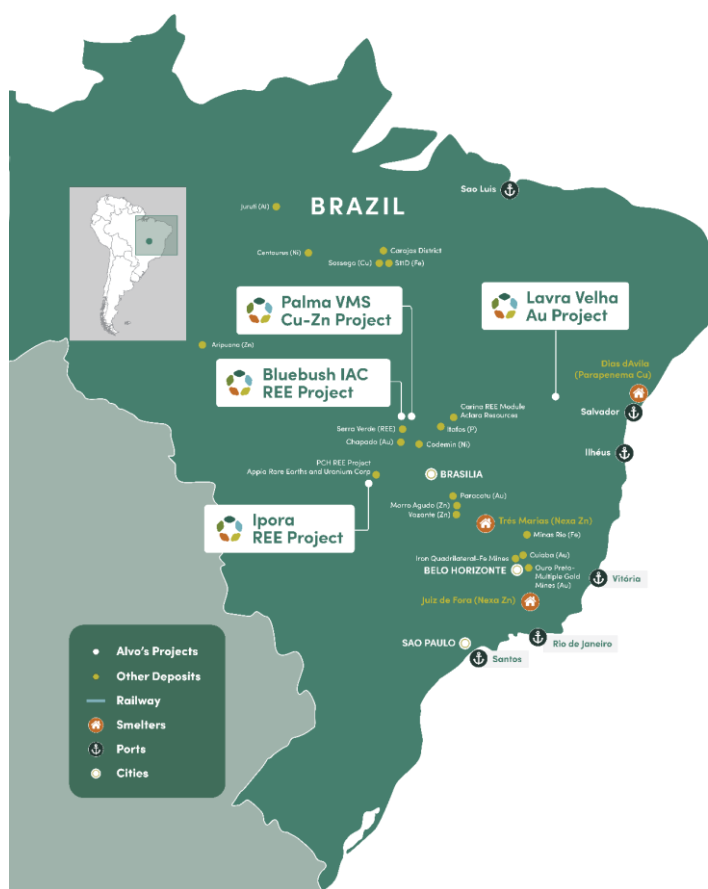 Sao Luis
BRAZIL
Juruti (Al)
Centauras (Ni)
Carajas District
Sossego (Cu)
S11D (Fe)
Palma VMS
Cu-Zn Project
Lavra Velha
Au Project
Aripuana (Zn)
Dios dAvila
(Parapenema Cu)
Bluebush IAC
REE Project
Carina REE Module
Aclara Resources
Salvador
Serra Verde (REE)
Itafos (P)
Chapada (Au)
Codemin (Ni)
Ilhéus
PCH REE Project
Appia Rare Earths and Uranium Corp
BRASILIA
Paracatu (Au)
Morro Agudo (Zn)
Vazante (Zn)
Ipora
REE Project
Trés Marias (Nexa Zn)
Minas Rio (Fe)
Iron Quadrilateral-Fe Mines
Cuiaba (Au)
BELO HORIZONTE
Ouro Preto-
Multiple Gold
Mines (Au)
Vitória
Juiz de Fora (Nexa Zn)
SAO PAULO
Rio de Janeiro
Santos
Alvo's Projects
Other Deposits
Railway
Smelters
Ports
Cities